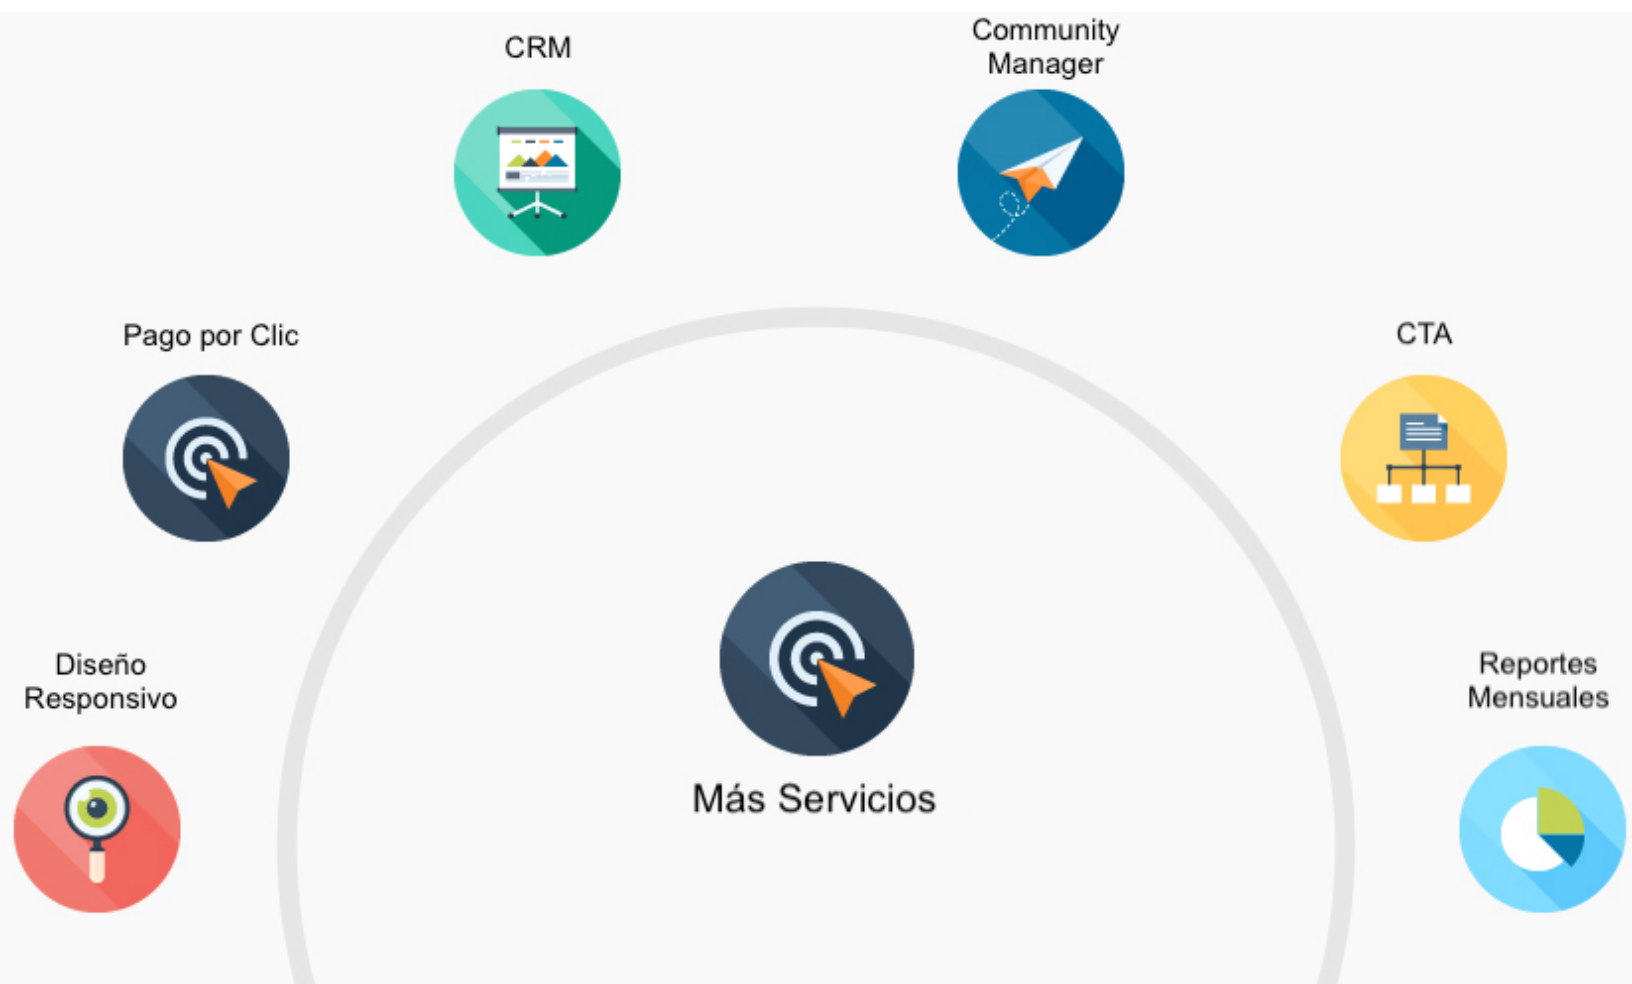 CRM
Community
Manager
Pago por Clic
CTA
Diseño
Responsivo
Reportes
Mensuales
Más Servicios